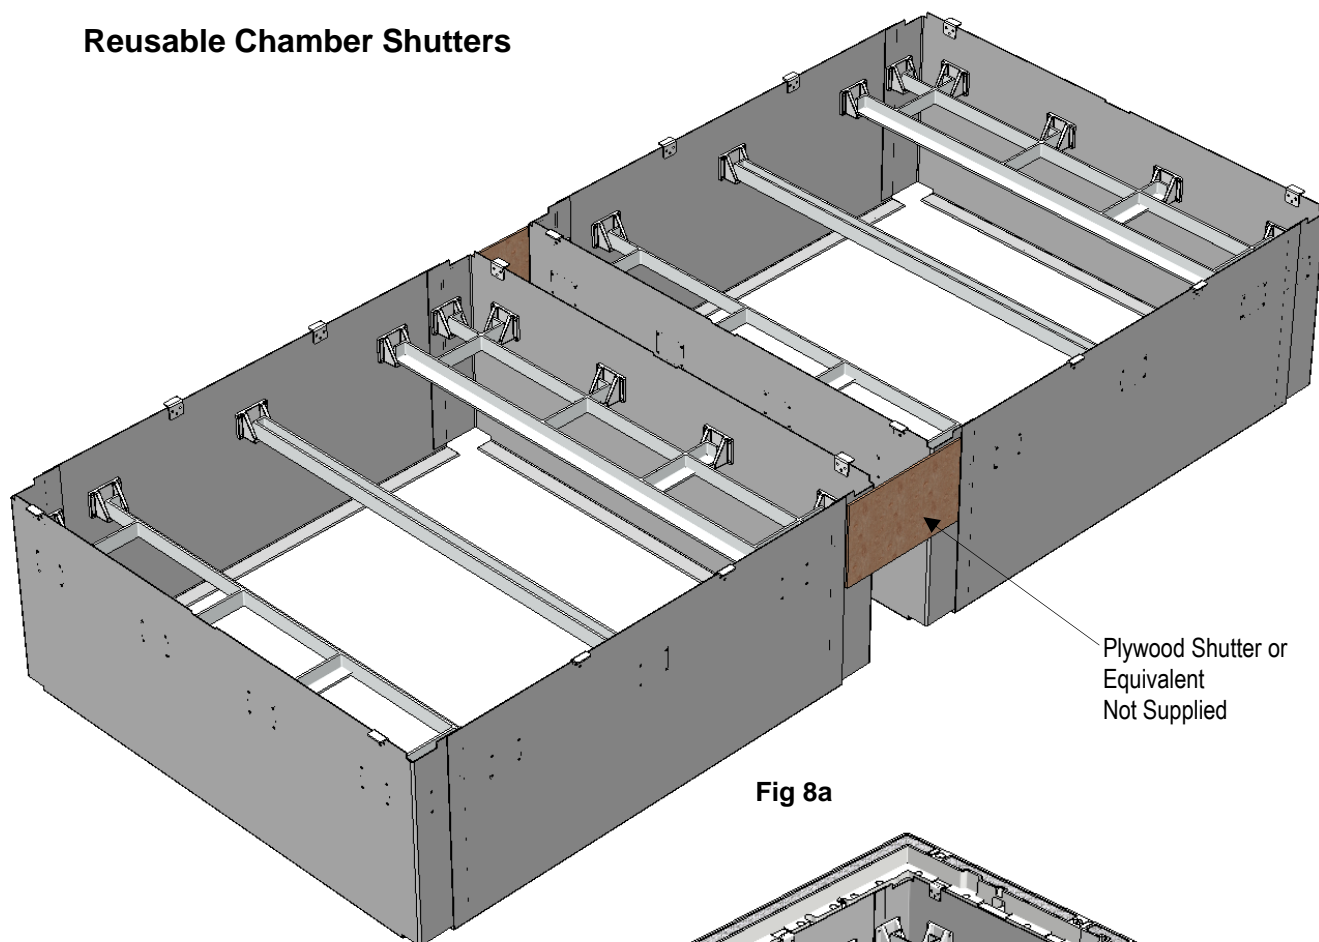 Reusable Chamber Shutters
Plywood Shutter or
Equivalent
Not Supplied
Fig 8a